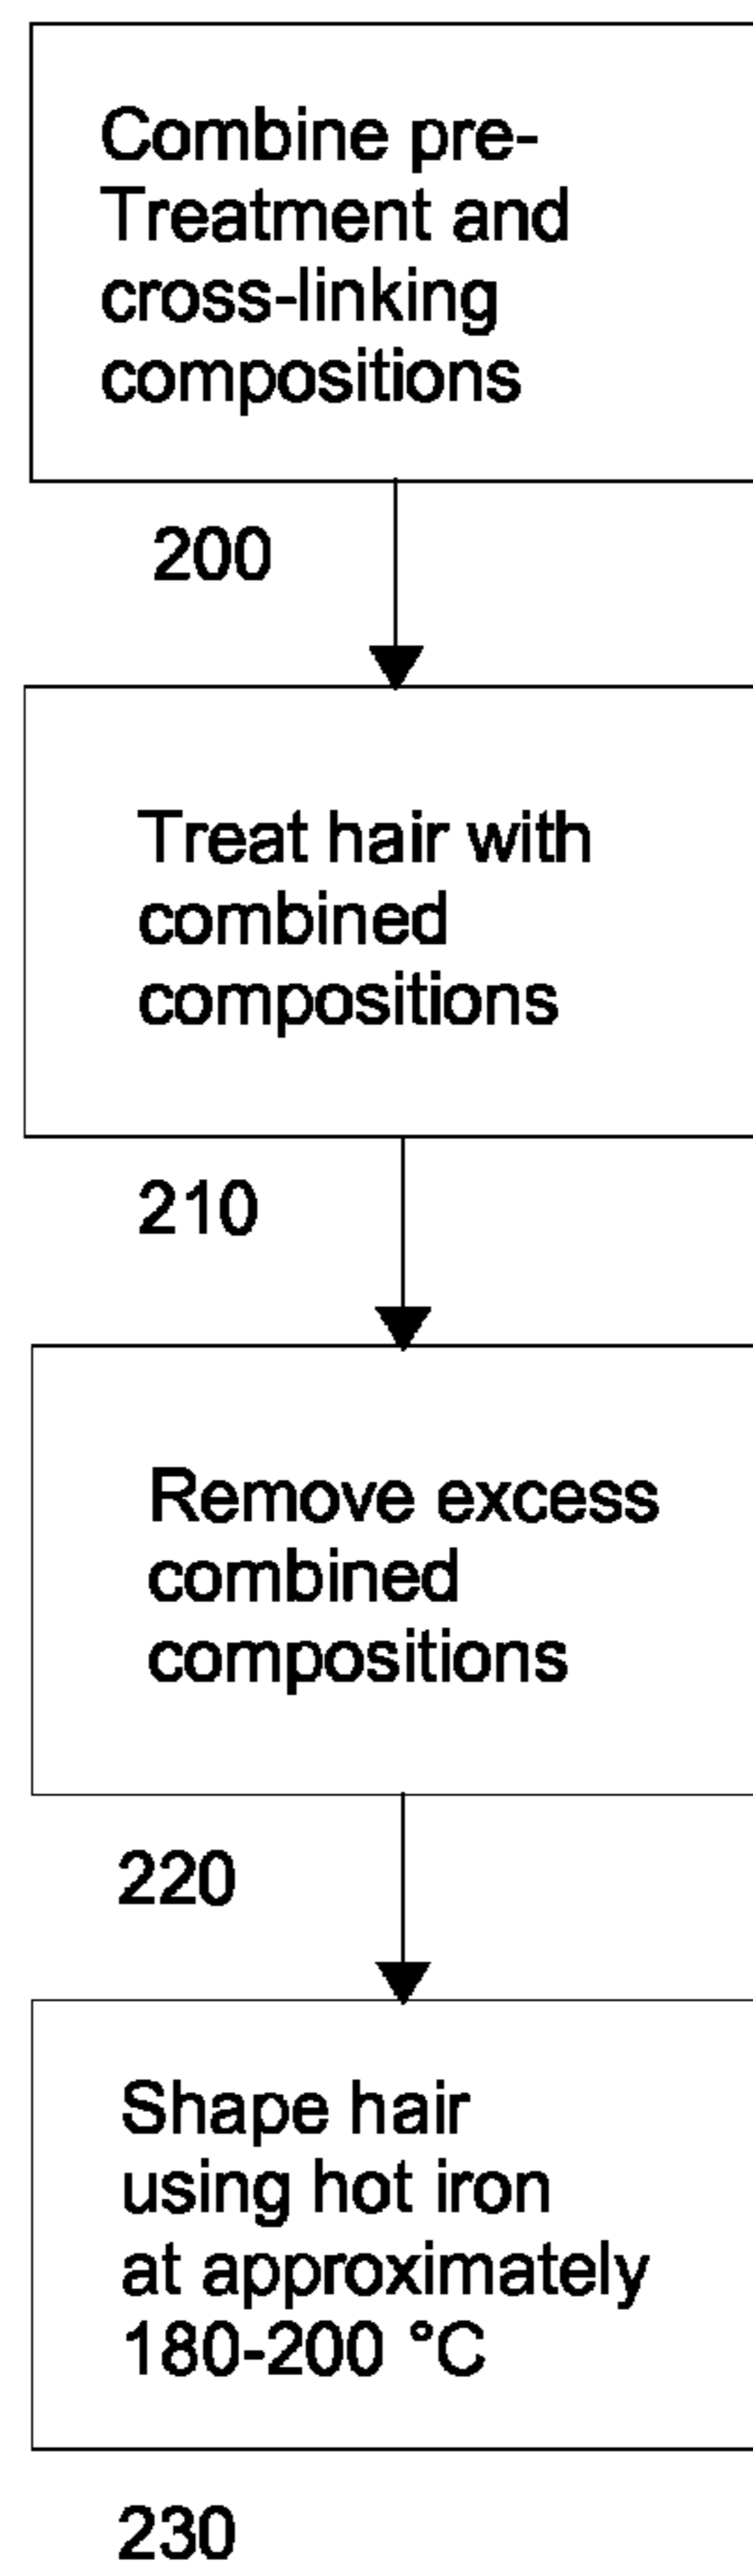 Combine pre-
Treatment and
cross-linking
compositions
200
Treat hair with
combined
compositions
210
Remove excess
combined
compositions
220
Shape hair
using hot iron
at approximately
180-200 °C
230